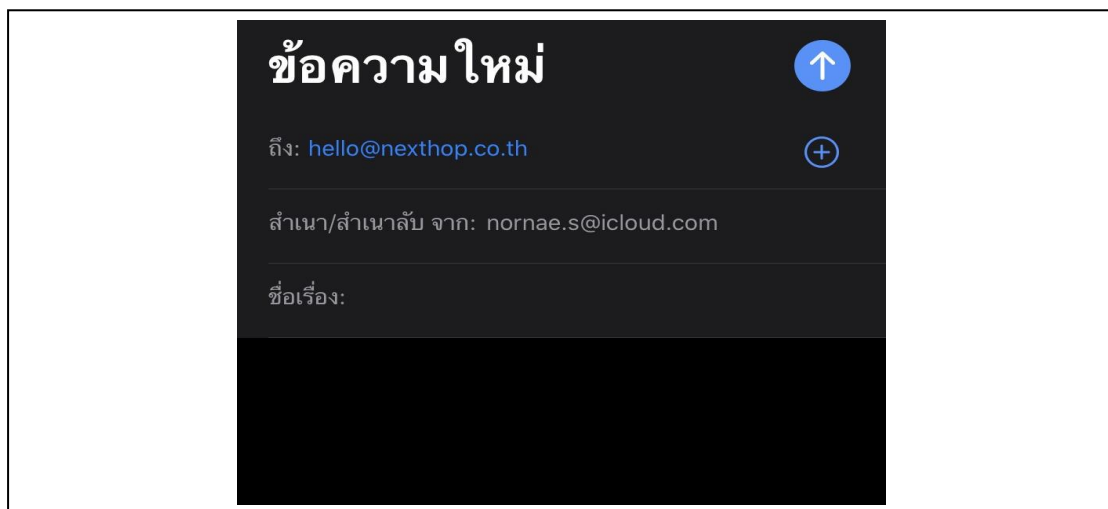 ข้อความใหม่
ถึง: hello@nexthop.co.th
สำเนา/สำเนาลับ จาก: nornae.s@icloud.com
ชื่อเรื่อง: